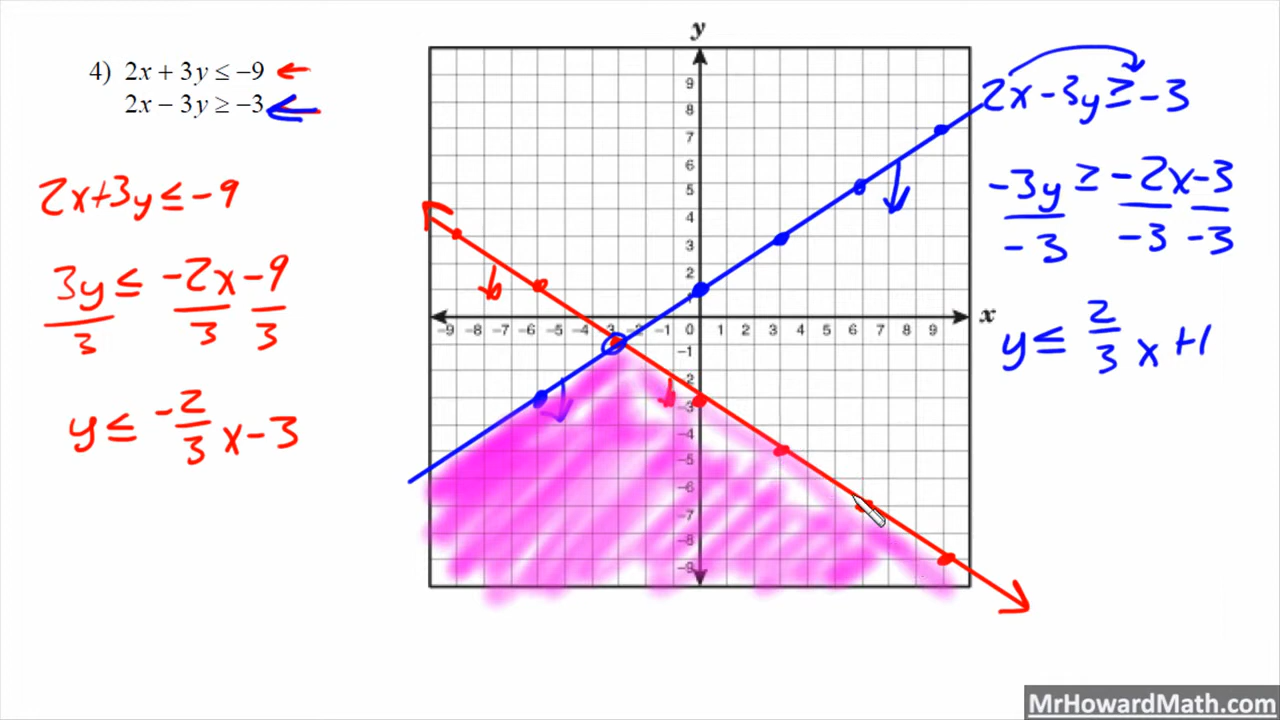 4) 2x + 3y ≤ −9
2x − 3y ≥ −3
2x+3y ≤ -9
3y ≤ -2x-9
3 3 3
y ≤ -2/3 x - 3
y
9
8
7
6
5
4
3
2
1
-9 -8 -7 -6 -5 -4 -3 -2 -1 0 1 2 3 4 5 6 7 8 9 x
-1
-2
-3
-4
-5
-6
-7
-8
-9
2x-3y ≥ -3
-3y ≥ -2x-3
-3 -3 -3
y ≤ 2/3 x +1
MrHowardMath.com